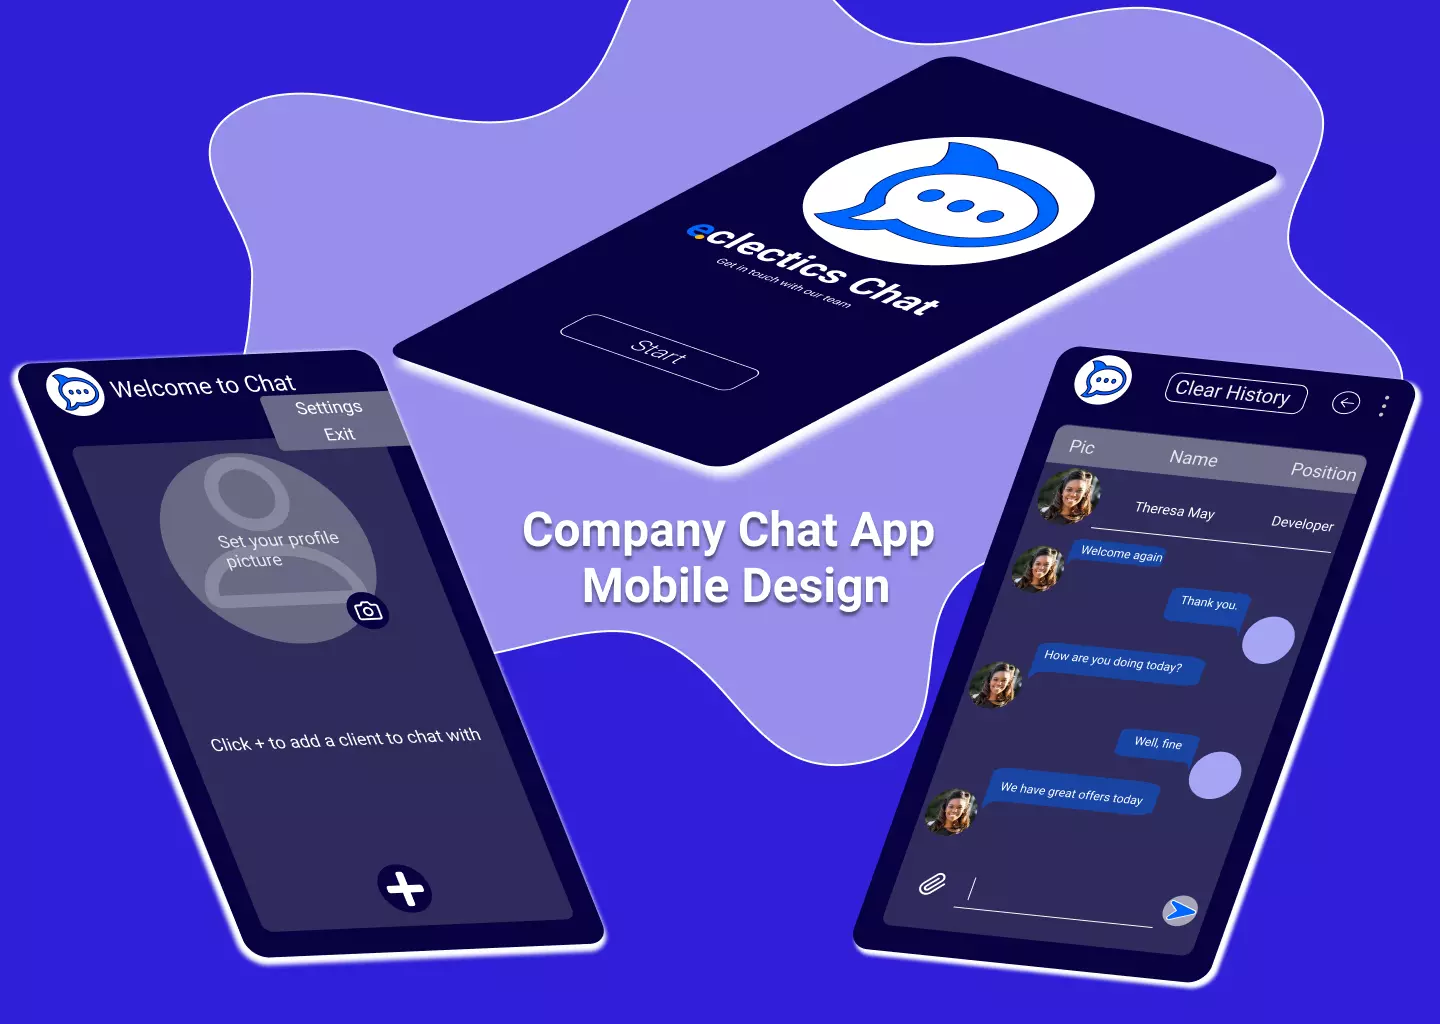 eclectics Chat
Get in touch with our team
Start
Welcome to Chat
Settings
Exit
Set your profile
picture
Click + to add a client to chat with
Company Chat App
Mobile Design
Clear History
Pic Name Position
Theresa May Developer
Welcome again
Thank you.
How are you doing today?
Well, fine
We have great offers today